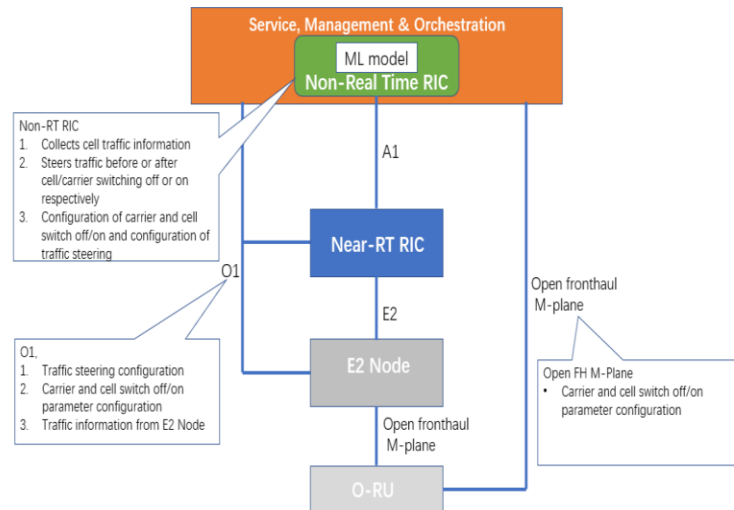 Service, Management & Orchestration
ML model
Non-Real Time RIC
Non-RT RIC
1. Collects cell traffic information
2. Steers traffic before or after
cell/carrier switching off or on
respectively
3. Configuration of carrier and cell
switch off/on and configuration of
traffic steering
A1
Near-RT RIC
O1
Open fronthaul
M-plane
E2
O1,
1. Traffic steering configuration
2. Carrier and cell switch off/on
parameter configuration
3. Traffic information from E2 Node
E2 Node
Open FH M-Plane
• Carrier and cell switch off/on
parameter configuration
Open fronthaul
M-plane
O-RU